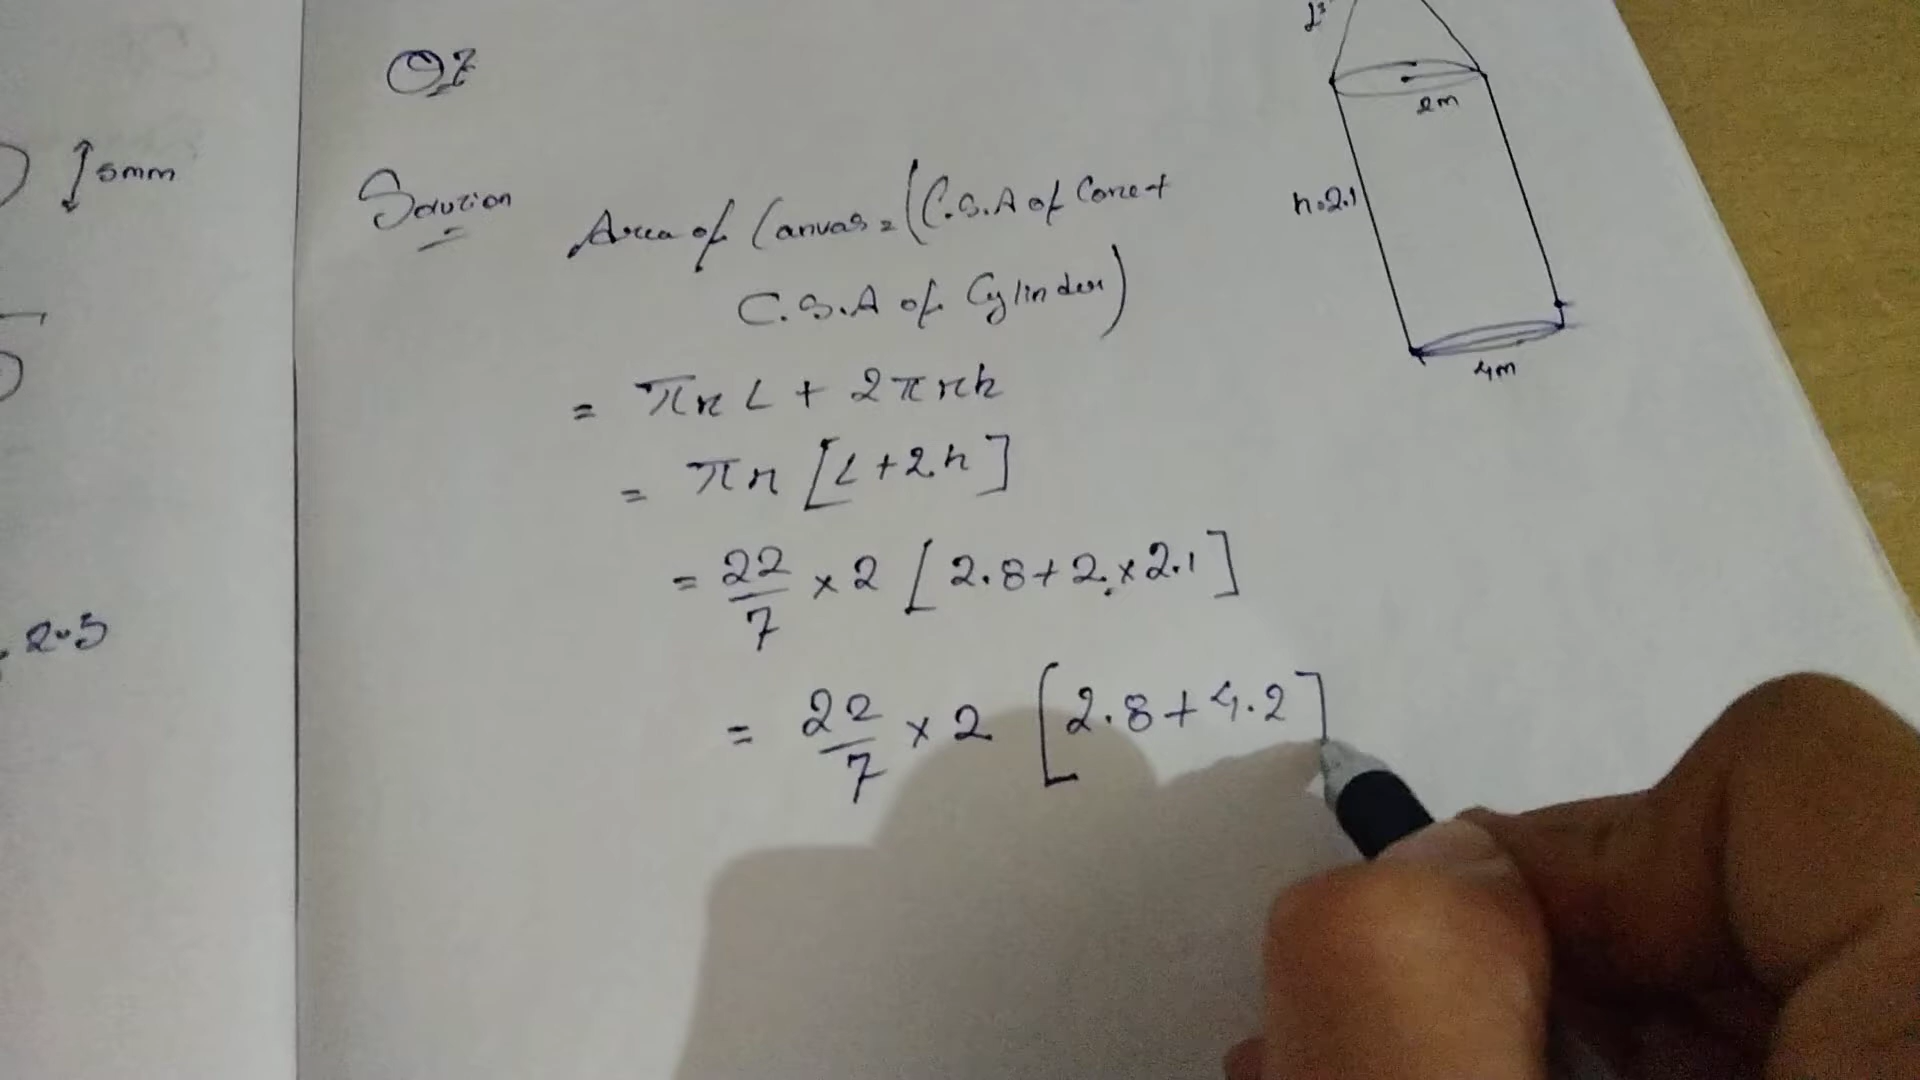 Q7
5mm
2.5
Solution
Area of Canvas = (C.S.A of Cone +
C.S.A of Cylinder)
= πrL + 2πrh
= πr [L + 2h]
= 22/7 × 2 [2.8 + 2 × 2.1]
= 22/7 × 2 [2.8 + 4.2]
2m
h=2.1
4m